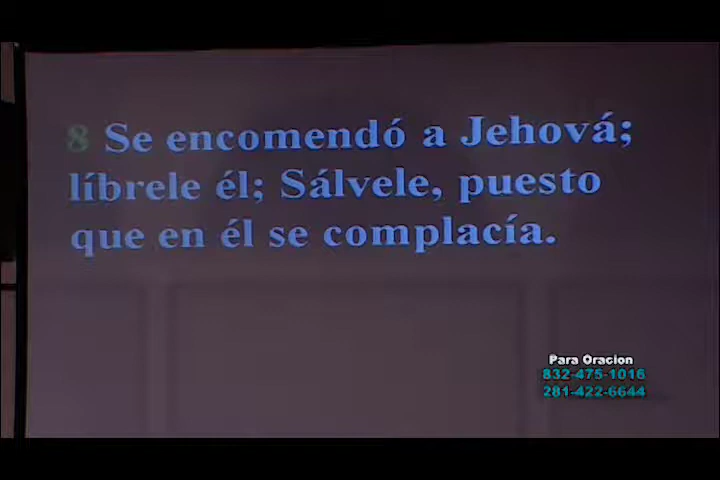 8 Se encomendó a Jehová;
líbrele él; Sálvele, puesto
que en él se complacía.
Para Oracion
832-475-1016
281-422-6644